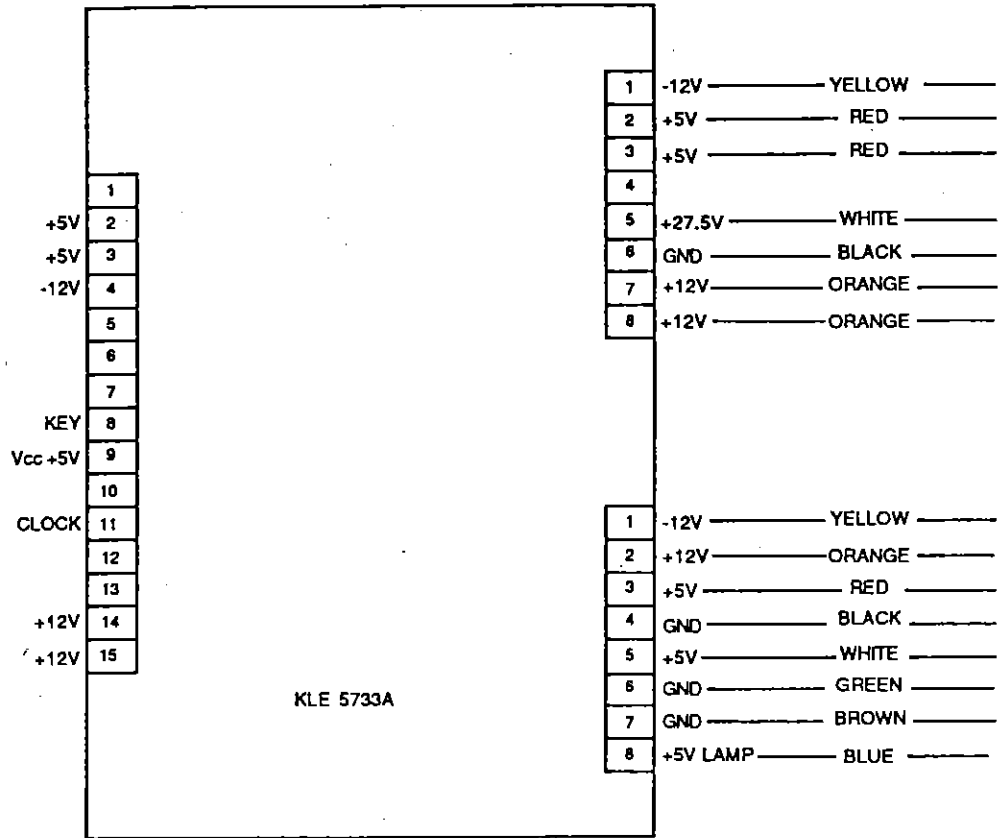 1 -12V YELLOW
2 +5V RED
3 +5V RED
4
5 +27.5V WHITE
6 GND BLACK
7 +12V ORANGE
8 +12V ORANGE
1
+5V 2
+5V 3
-12V 4
5
6
7
KEY 8
Vcc +5V 9
10
CLOCK 11
12
13
+12V 14
+12V 15
1 -12V YELLOW
2 +12V ORANGE
3 +5V RED
4 GND BLACK
5 +5V WHITE
6 GND GREEN
7 GND BROWN
8 +5V LAMP BLUE
KLE 5733A